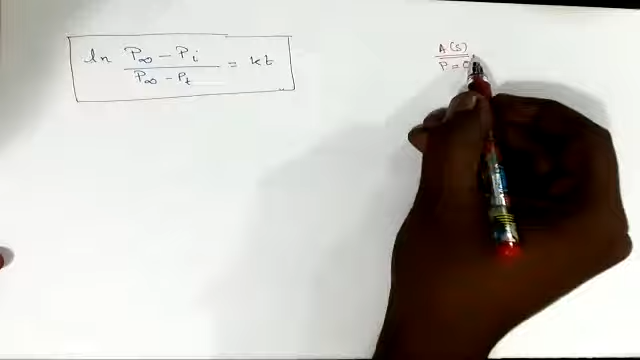 ln P∞ - Pi / P∞ - Pt = kt
A(s)
P = 0